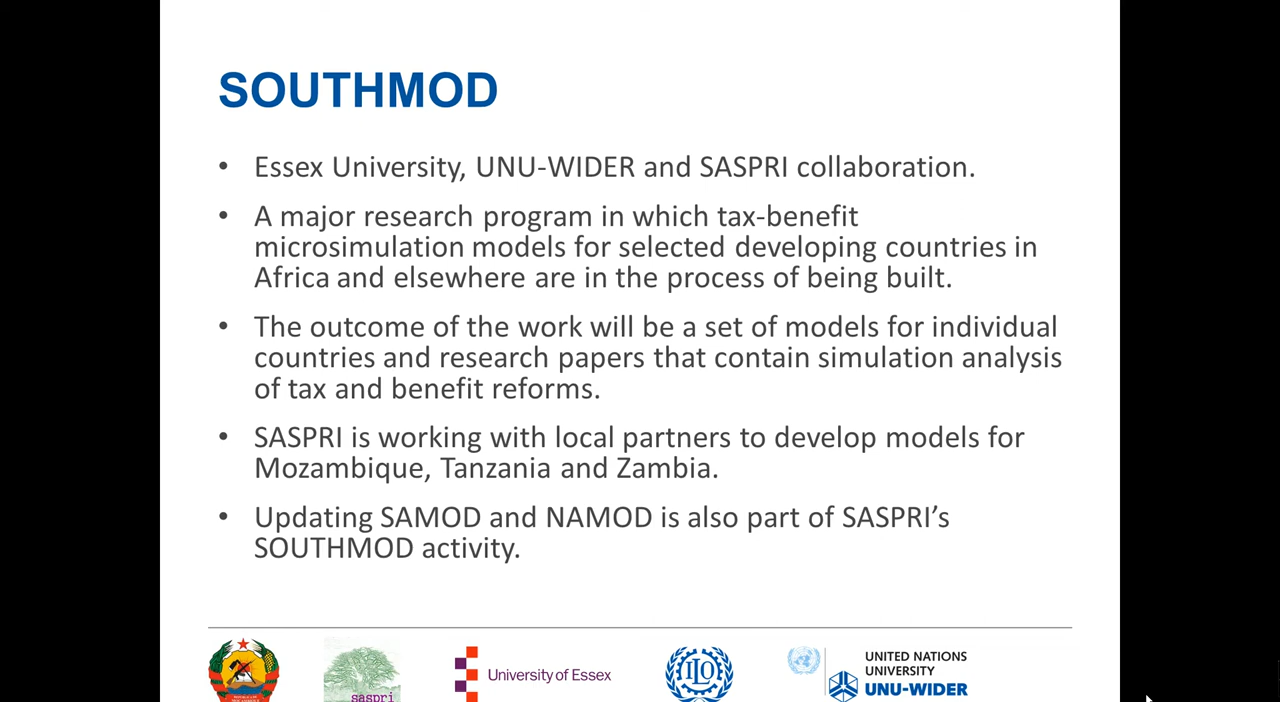 SOUTHMOD
• Essex University, UNU-WIDER and SASPRI collaboration.
• A major research program in which tax-benefit
microsimulation models for selected developing countries in
Africa and elsewhere are in the process of being built.
• The outcome of the work will be a set of models for individual
countries and research papers that contain simulation analysis
of tax and benefit reforms.
• SASPRI is working with local partners to develop models for
Mozambique, Tanzania and Zambia.
• Updating SAMOD and NAMOD is also part of SASPRI’s
SOUTHMOD activity.
saspri
University of Essex
ILO
UNITED NATIONS
UNIVERSITY
UNU-WIDER